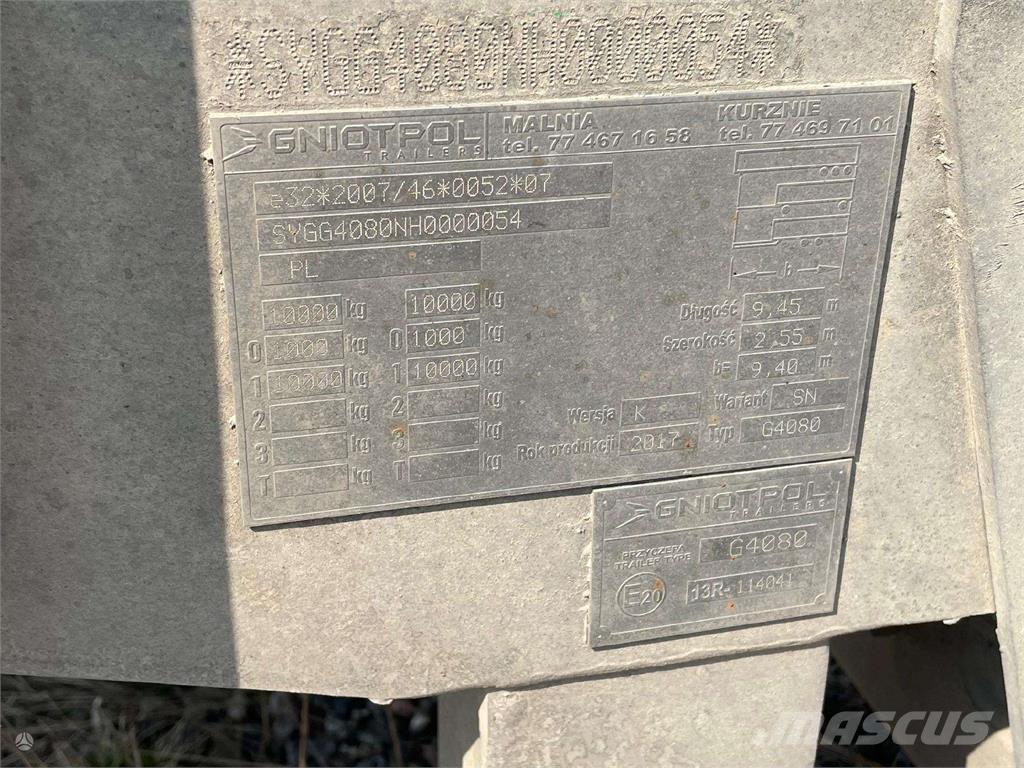 *SYGG4080NH0000054*
GNIOTPOL TRAILERS
MALNIA tel. 77 467 16 58
KURZNIE tel. 77 469 71 01
e32*2007/46*0052*07
SYGG4080NH0000054
PL
10000 kg 10000 kg
0 1000 kg 0 1000 kg
1 10000 kg 1 10000 kg
2 kg 2 kg
3 kg 3 kg
T kg T kg
b
Długość 9,45 m
Szerokość 2,55 m
b= 9,40 m
Wersja K Wariant SN
Rok produkcji 2017 typ G4080
GNIOTPOL
TRAILERS
PRZYCZEPA
TRAILER TYPE G4080
E20 13R-114041
MASCUS